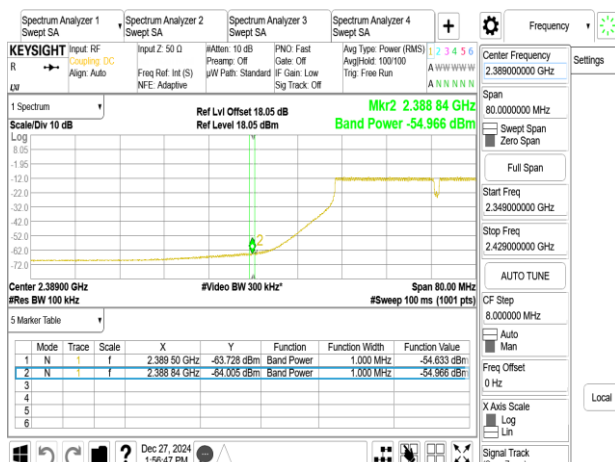 Spectrum Analyzer 1
Swept SA
Spectrum Analyzer 2
Swept SA
Spectrum Analyzer 3
Swept SA
Spectrum Analyzer 4
Swept SA
+
Frequency
KEYSIGHT
R
LXI
Input: RF
Coupling: DC
Align: Auto
Input Z: 50 Ω
Freq Ref: Int (S)
NFE: Adaptive
#Atten: 10 dB
Preamp: Off
µW Path: Standard
PNO: Fast
Gate: Off
IF Gain: Low
Sig Track: Off
Avg Type: Power (RMS)
Avg|Hold: 100/100
Trig: Free Run
1 2 3 4 5 6
A W W W W W
A N N N N N
Center Frequency
2.389000000 GHz
Settings
Span
80.0000000 MHz
Swept Span
Zero Span
Full Span
Start Freq
2.349000000 GHz
Stop Freq
2.429000000 GHz
AUTO TUNE
CF Step
8.000000 MHz
Auto
Man
Freq Offset
0 Hz
X Axis Scale
Log
Lin
Signal Track
Local
1 Spectrum
Scale/Div 10 dB
Log
Ref Lvl Offset 18.05 dB
Ref Level 18.05 dBm
Mkr2 2.388 84 GHz
Band Power -54.966 dBm
8.05
-1.95
-12.0
-22.0
-32.0
-42.0
-52.0
-62.0
-72.0
2
Center 2.38900 GHz
#Res BW 100 kHz
#Video BW 300 kHz*
Span 80.00 MHz
#Sweep 100 ms (1001 pts)
5 Marker Table
Mode Trace Scale X Y Function Function Width Function Value
1 N 1 f 2.389 50 GHz -63.728 dBm Band Power 1.000 MHz -54.633 dBm
2 N 1 f 2.388 84 GHz -64.005 dBm Band Power 1.000 MHz -54.966 dBm
3
4
5
6
?
Dec 27, 2024
1:56:47 PM